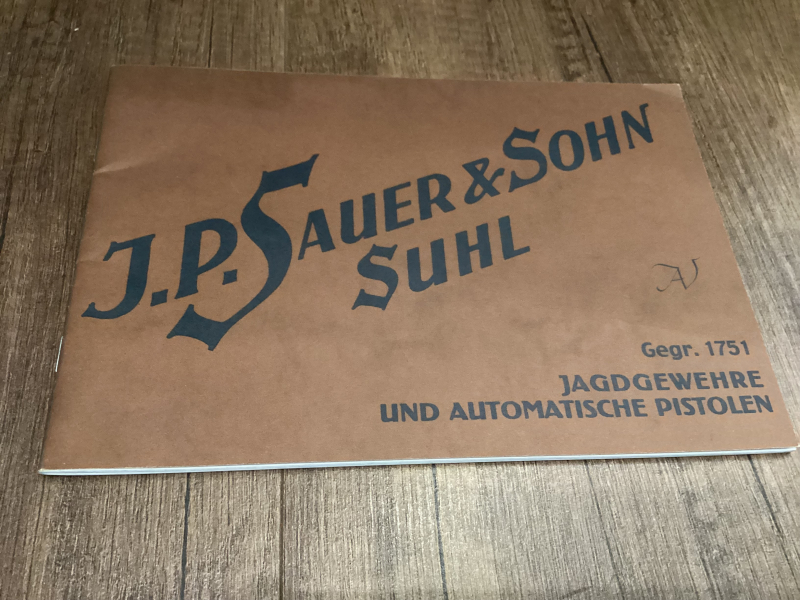 J.P. SAUER & SOHN
SUHL
Gegr. 1751
JAGDGEWEHRE
UND AUTOMATISCHE PISTOLEN